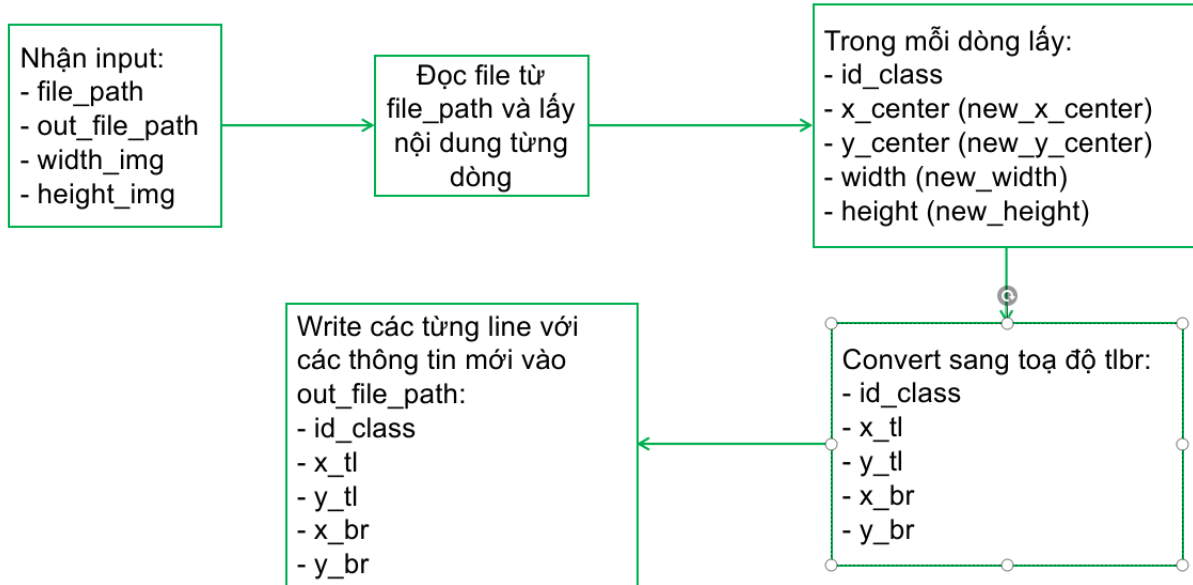 Nhận input:
- file_path
- out_file_path
- width_img
- height_img
Đọc file từ
file_path và lấy
nội dung từng
dòng
Trong mỗi dòng lấy:
- id_class
- x_center (new_x_center)
- y_center (new_y_center)
- width (new_width)
- height (new_height)
Convert sang toạ độ tlbr:
- id_class
- x_tl
- y_tl
- x_br
- y_br
Write các từng line với
các thông tin mới vào
out_file_path:
- id_class
- x_tl
- y_tl
- x_br
- y_br